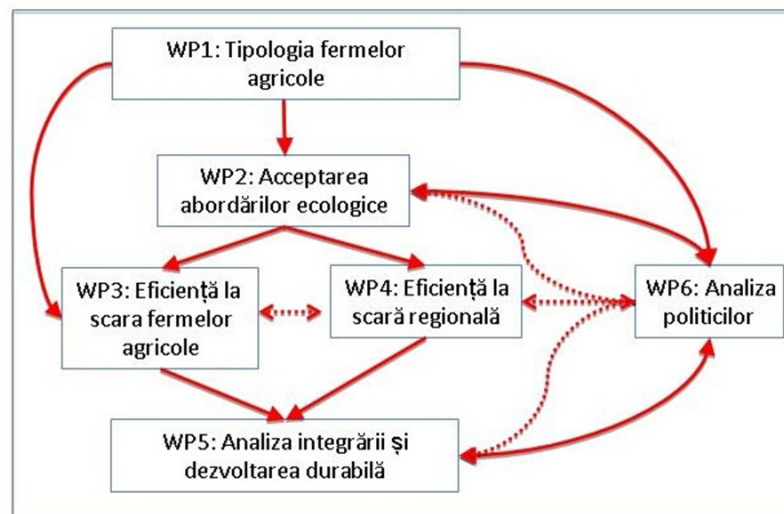 WP1: Tipologia fermelor
agricole
WP2: Acceptarea
abordărilor ecologice
WP3: Eficiență la
scara fermelor
agricole
WP4: Eficiență la
scară regională
WP6: Analiza
politicilor
WP5: Analiza integrării și
dezvoltarea durabilă